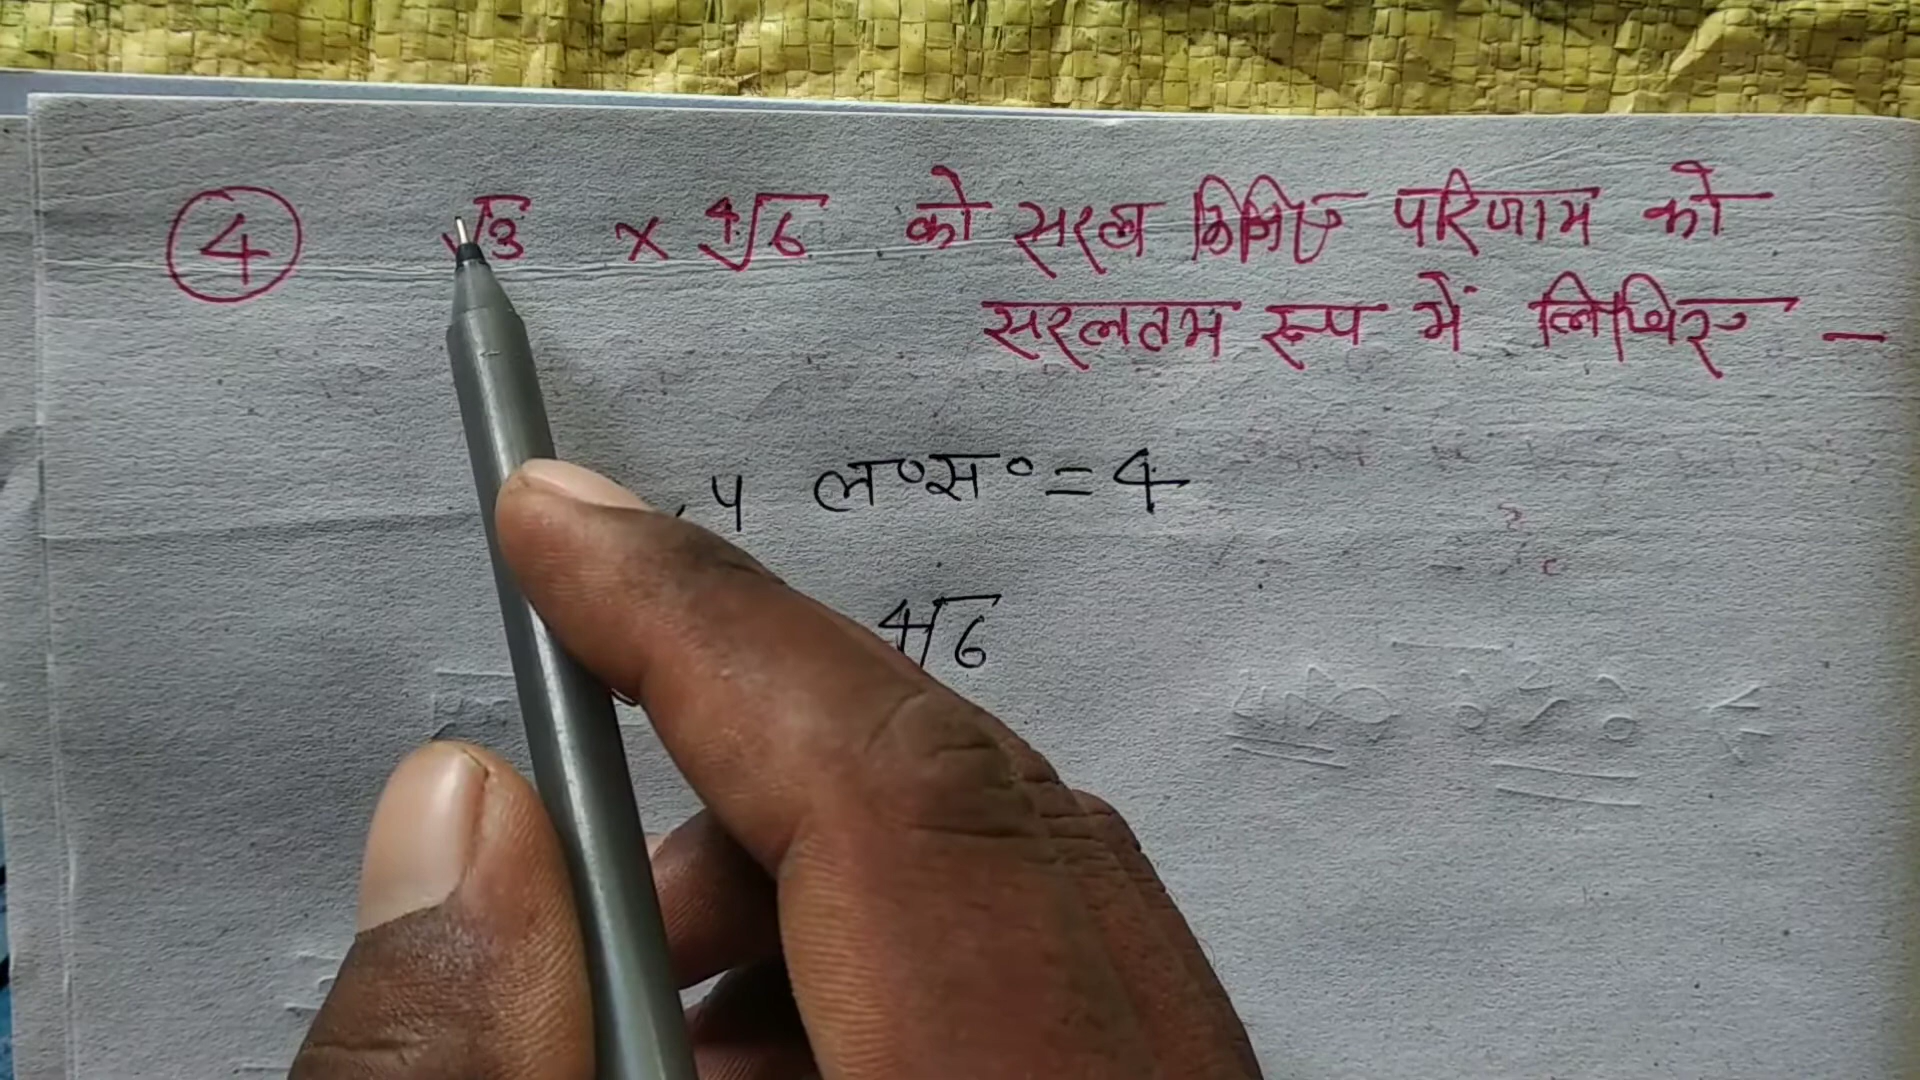 ④ √3 × ∜6 को सरल कीजिए परिणाम को
सरलतम रूप में लिखिए –
, 4 ल०स० = 4
∜6